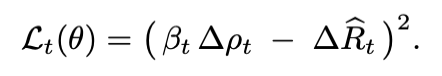 ℒₜ(θ) = ( βₜ Δρₜ − ΔR̂ₜ )².